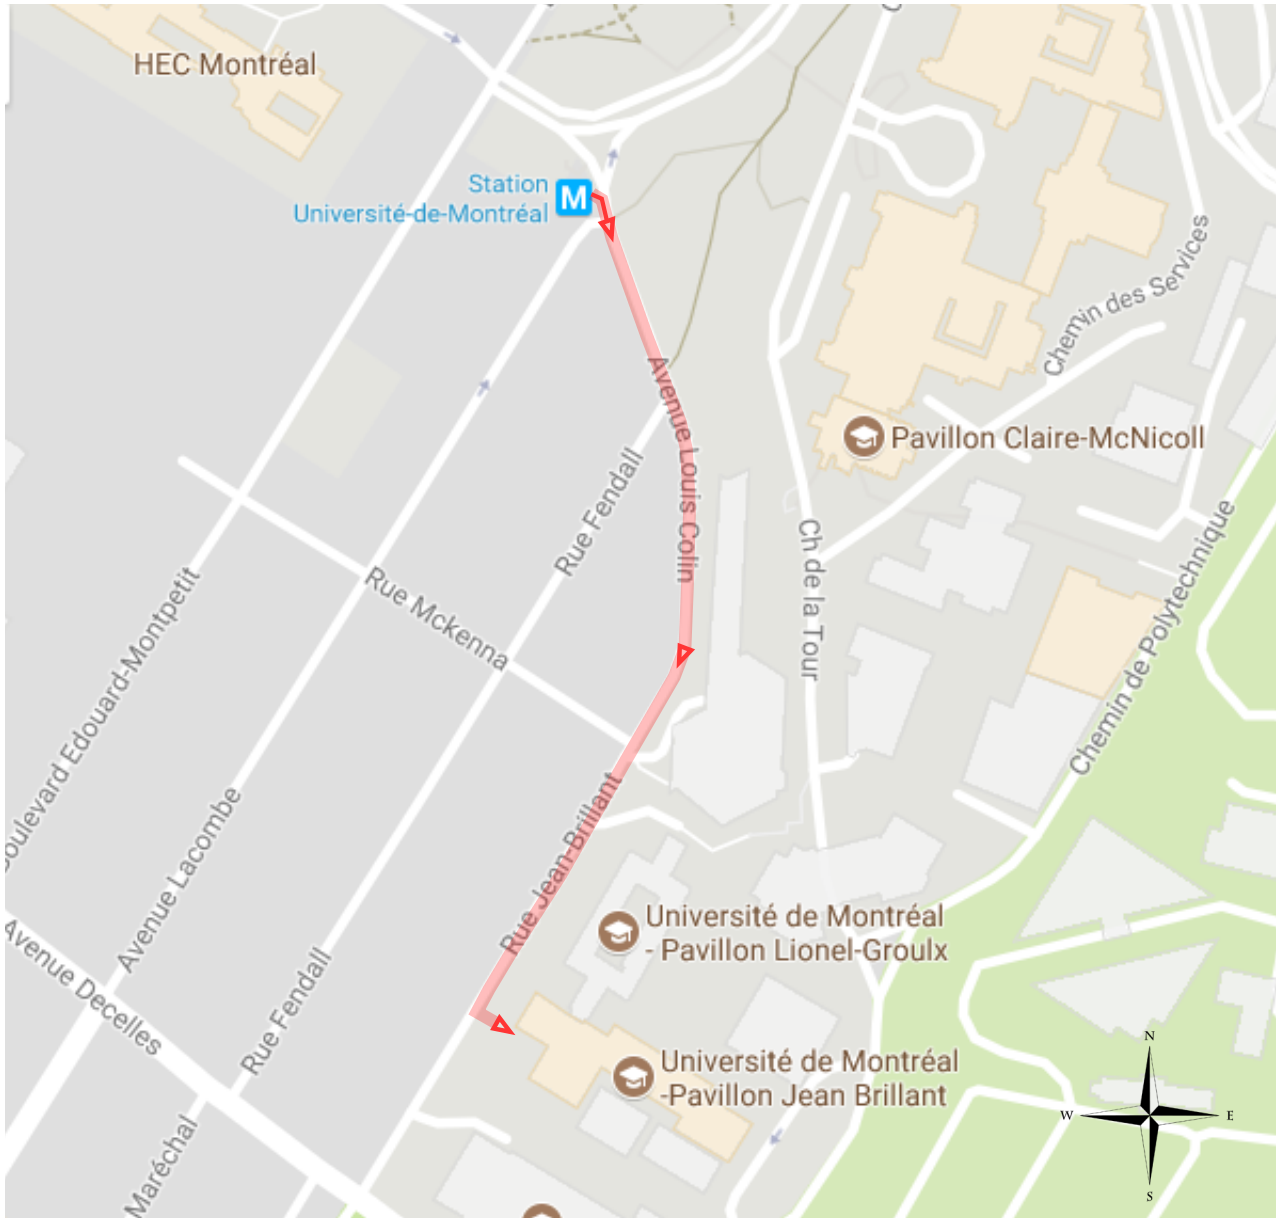 HEC Montréal
Station
Université-de-Montréal
M
Chemin des Services
Avenue Louis Colin
Pavillon Claire-McNicoll
Rue Fendall
Ch de la Tour
Chemin de Polytechnique
Rue Mckenna
Boulevard Edouard-Montpetit
Avenue Lacombe
Rue Jean-Brillant
Université de Montréal
- Pavillon Lionel-Groulx
Avenue Decelles
Rue Fendall
Université de Montréal
-Pavillon Jean Brillant
Maréchal
N
W
E
S